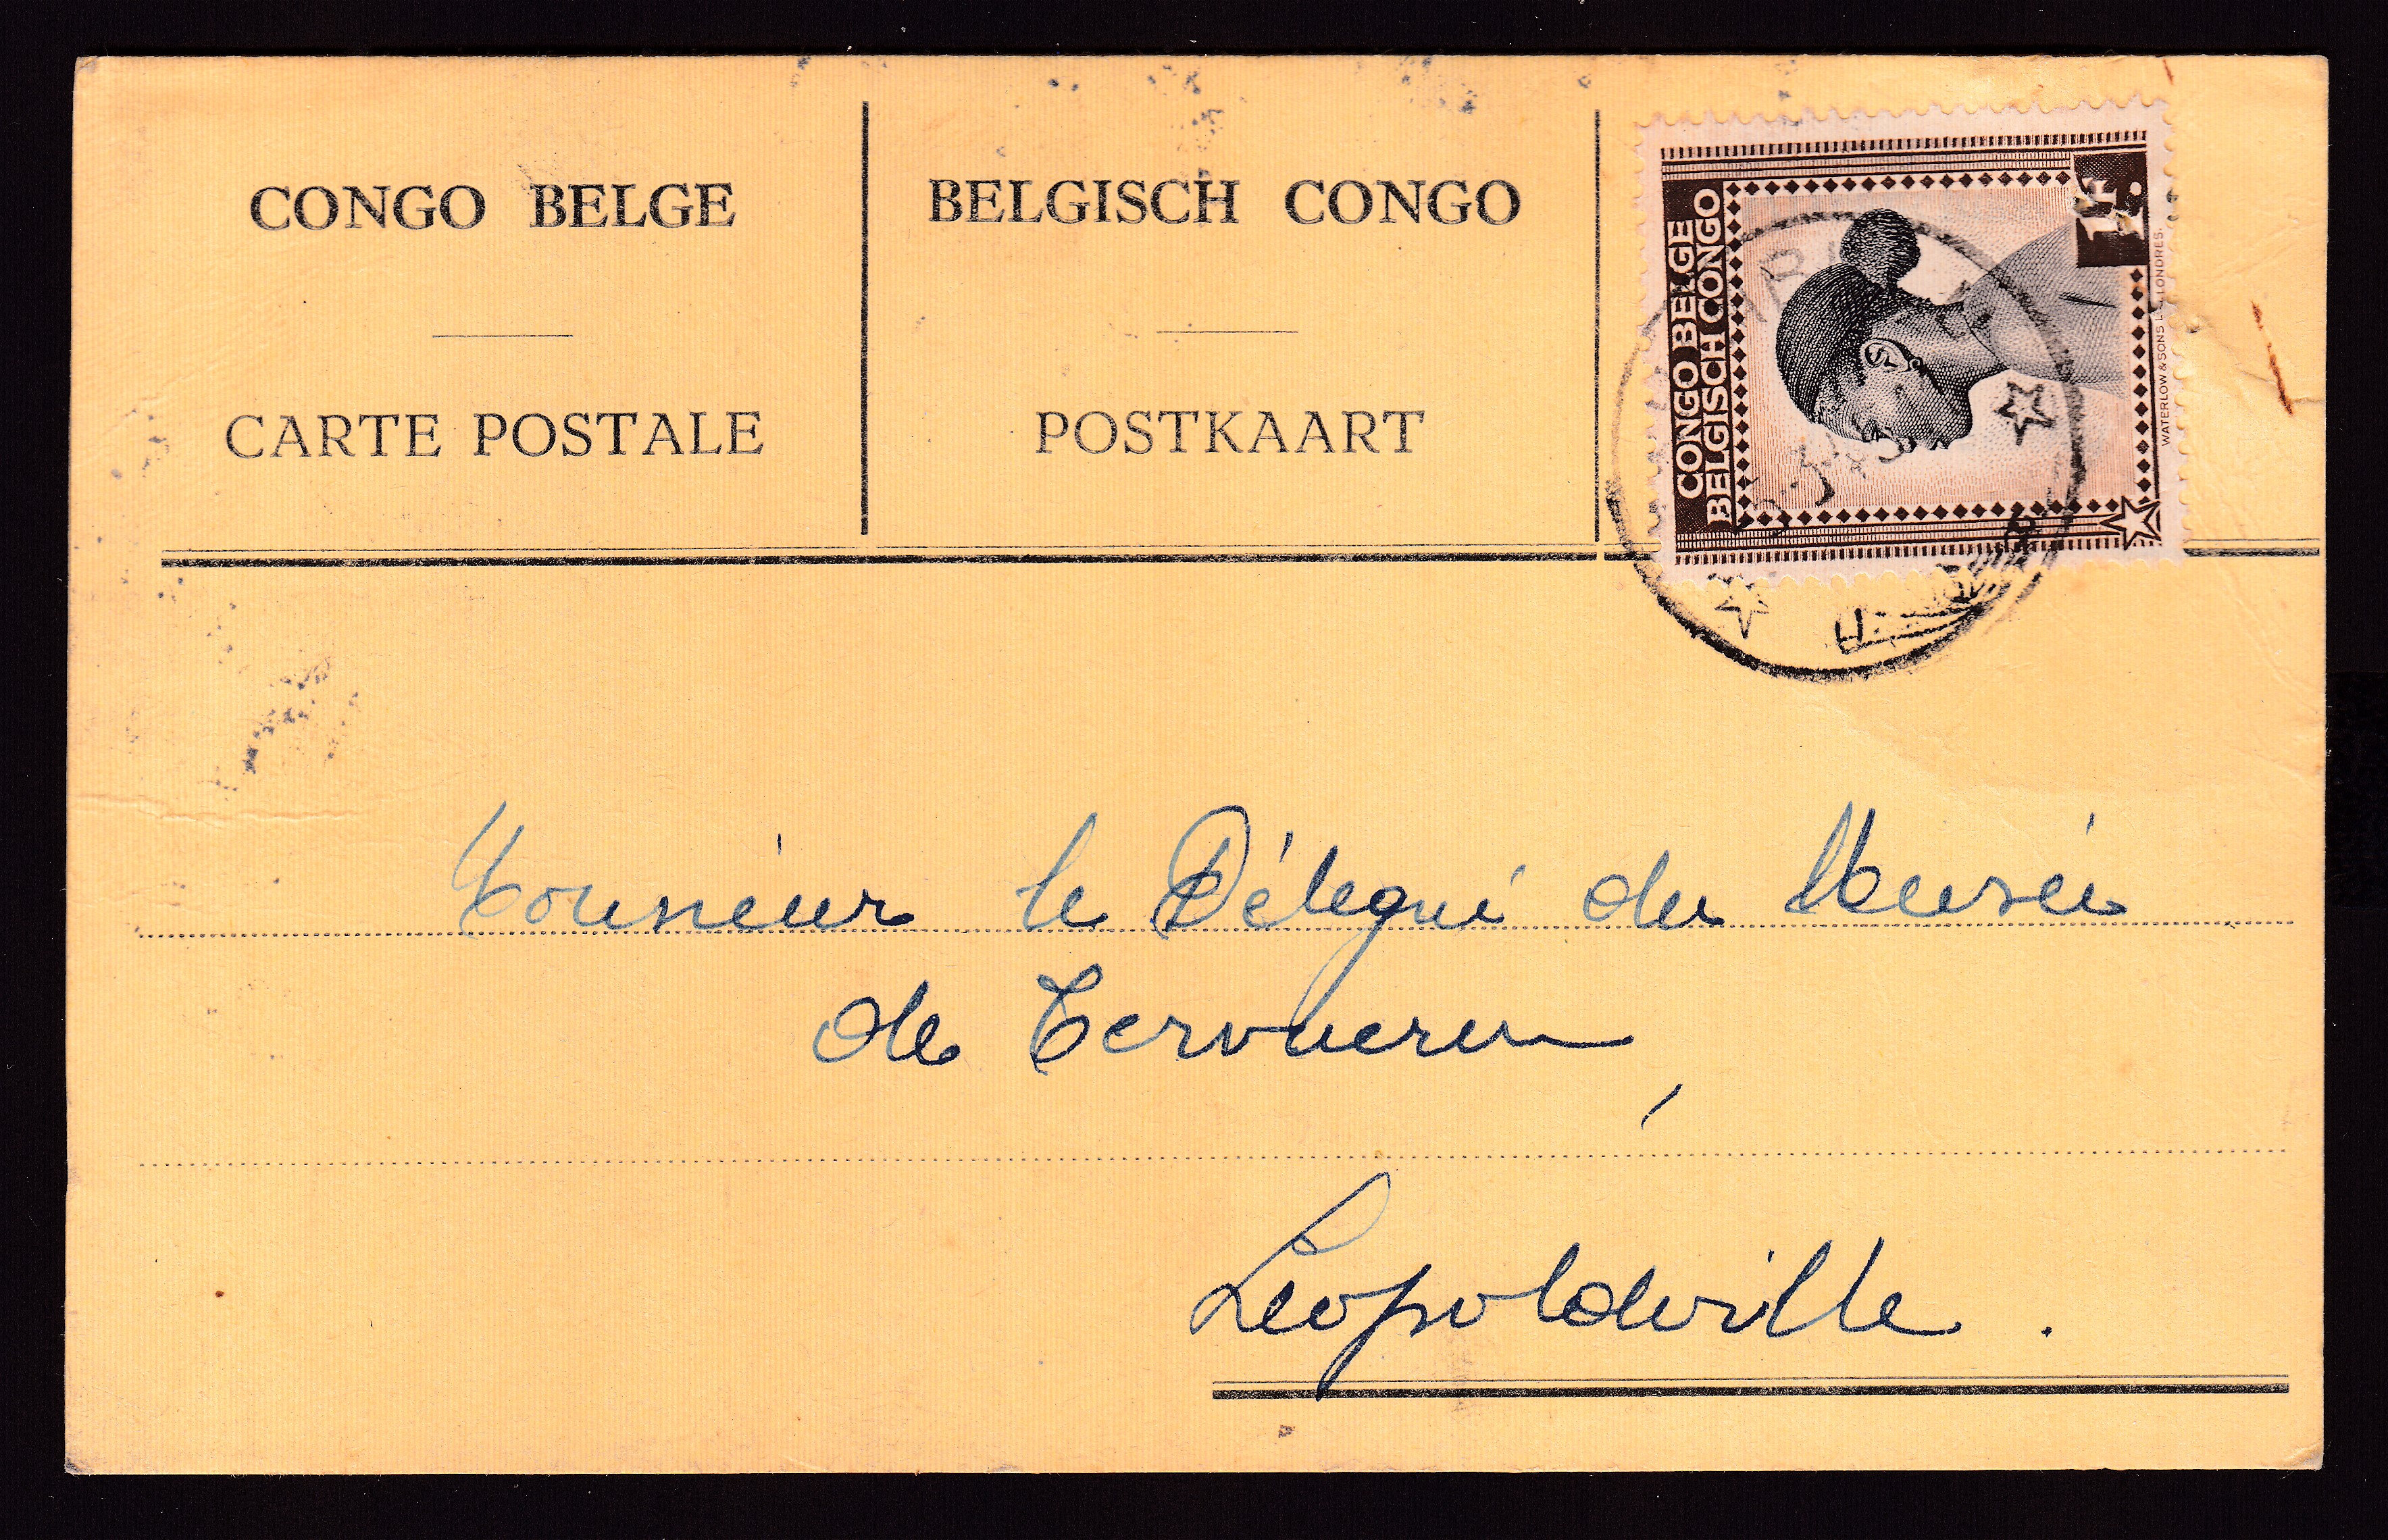 CONGO BELGE
CARTE POSTALE
BELGISCH CONGO
POSTKAART
CONGO BELGE
BELGISCH CONGO
1F.
WATERLOW & SONS LONDRES.
Monsieur le Délégué du Musée
de Tervueren,
Leopoldville.